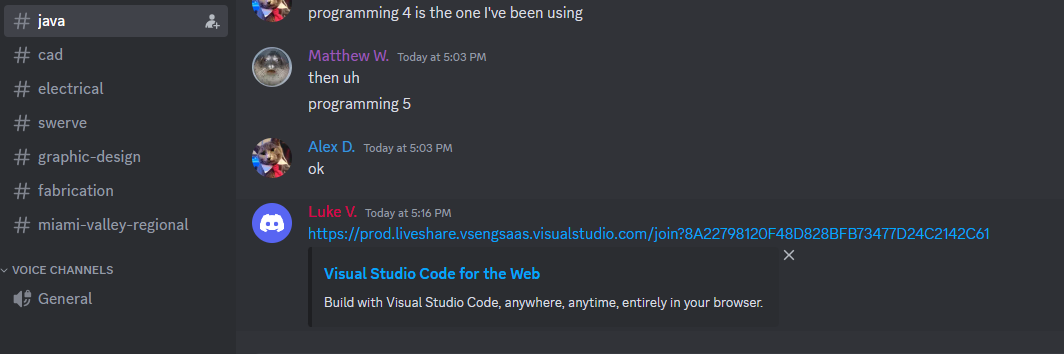 # java
# cad
# electrical
# swerve
# graphic-design
# fabrication
# miami-valley-regional
VOICE CHANNELS
General
programming 4 is the one I've been using
Matthew W. Today at 5:03 PM
then uh
programming 5
Alex D. Today at 5:03 PM
ok
Luke V. Today at 5:16 PM
https://prod.liveshare.vsengsaas.visualstudio.com/join?8A22798120F48D828BFB73477D24C2142C61
Visual Studio Code for the Web
Build with Visual Studio Code, anywhere, anytime, entirely in your browser.